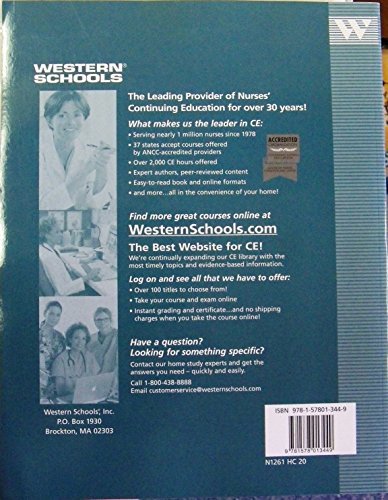 WESTERN®
SCHOOLS
W
The Leading Provider of Nurses'
Continuing Education for over 30 years!
What makes us the leader in CE:
• Serving nearly 1 million nurses since 1978
• 37 states accept courses offered
by ANCC-accredited providers
• Over 2,000 CE hours offered
• Expert authors, peer-reviewed content
• Easy-to-read book and online formats
• and more...all in the convenience of your home!
ACCREDITED
Find more great courses online at
WesternSchools.com
The Best Website for CE!
We're continually expanding our CE library with the
most timely topics and evidence-based information.
Log on and see all that we have to offer:
• Over 100 titles to choose from!
• Take your course and exam online
• Instant grading and certificate...and no shipping
charges when you take the course online!
Have a question?
Looking for something specific?
Contact our home study experts and get the
answers you need – quickly and easily.
Call 1-800-438-8888
Email customerservice@westernschools.com
Western Schools', Inc.
P.O. Box 1930
Brockton, MA 02303
ISBN 978-1-57801-344-9
9 781578 013449
N1261 HC 20